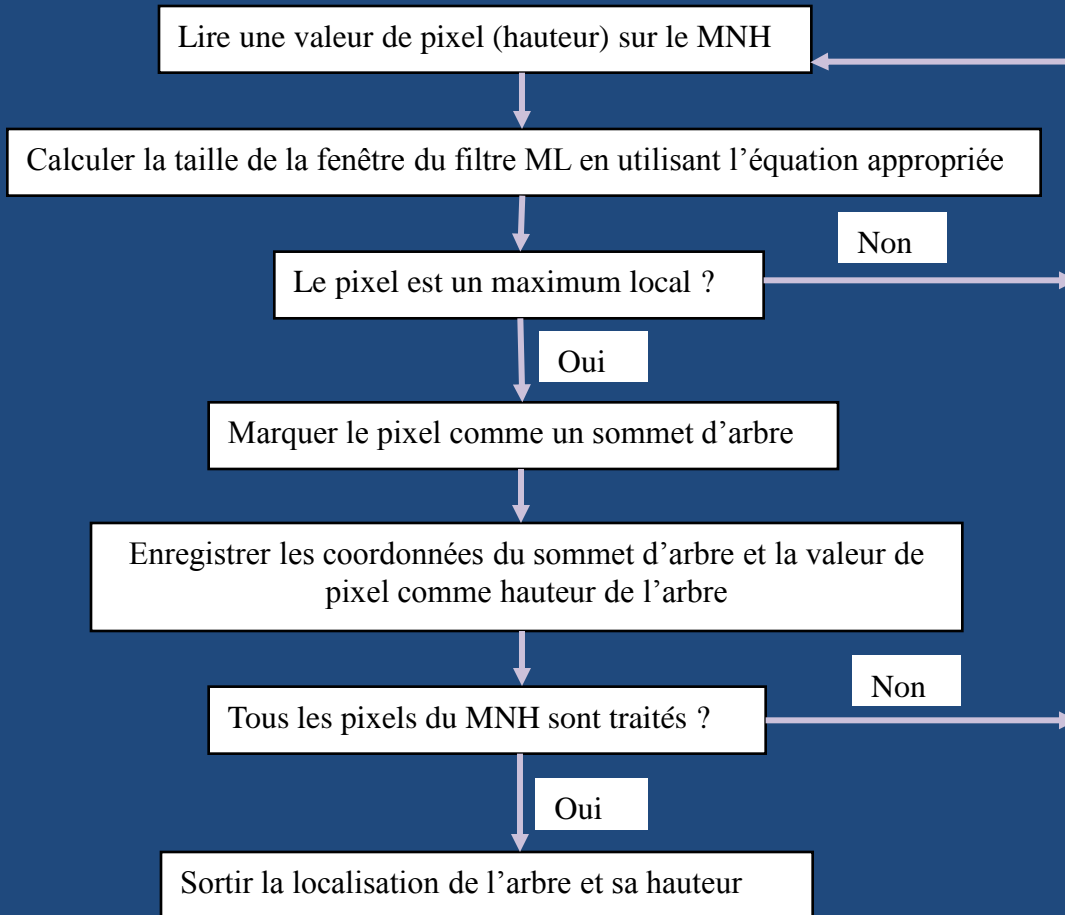 Lire une valeur de pixel (hauteur) sur le MNH
Calculer la taille de la fenêtre du filtre ML en utilisant l’équation appropriée
Non
Le pixel est un maximum local ?
Oui
Marquer le pixel comme un sommet d’arbre
Enregistrer les coordonnées du sommet d’arbre et la valeur de
pixel comme hauteur de l’arbre
Non
Tous les pixels du MNH sont traités ?
Oui
Sortir la localisation de l’arbre et sa hauteur